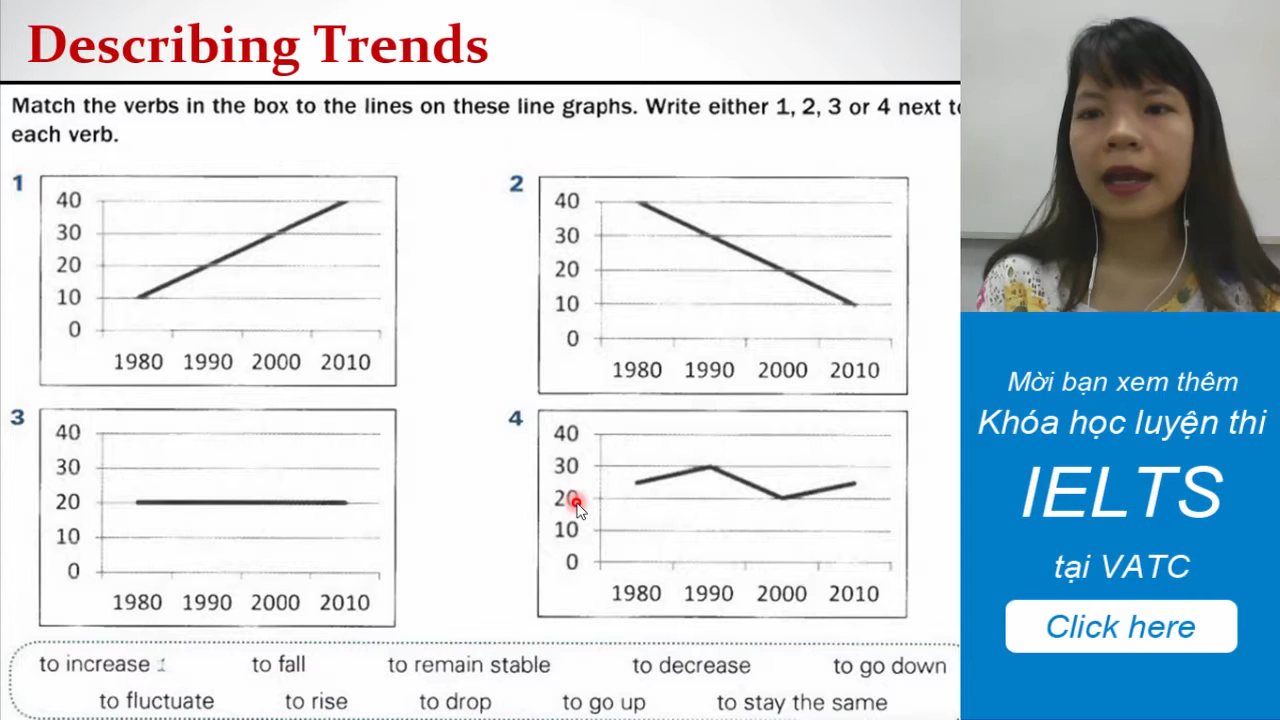 Describing Trends
Match the verbs in the box to the lines on these line graphs. Write either 1, 2, 3 or 4 next
each verb.
1
40
30
20
10
0
1980 1990 2000 2010
2
40
30
20
10
0
1980 1990 2000 2010
3
40
30
20
10
0
1980 1990 2000 2010
4
40
30
20
10
0
1980 1990 2000 2010
to increase 1 to fall to remain stable to decrease to go down
to fluctuate to rise to drop to go up to stay the same
Mời bạn xem thêm
Khóa học luyện thi
IELTS
tại VATC
Click here